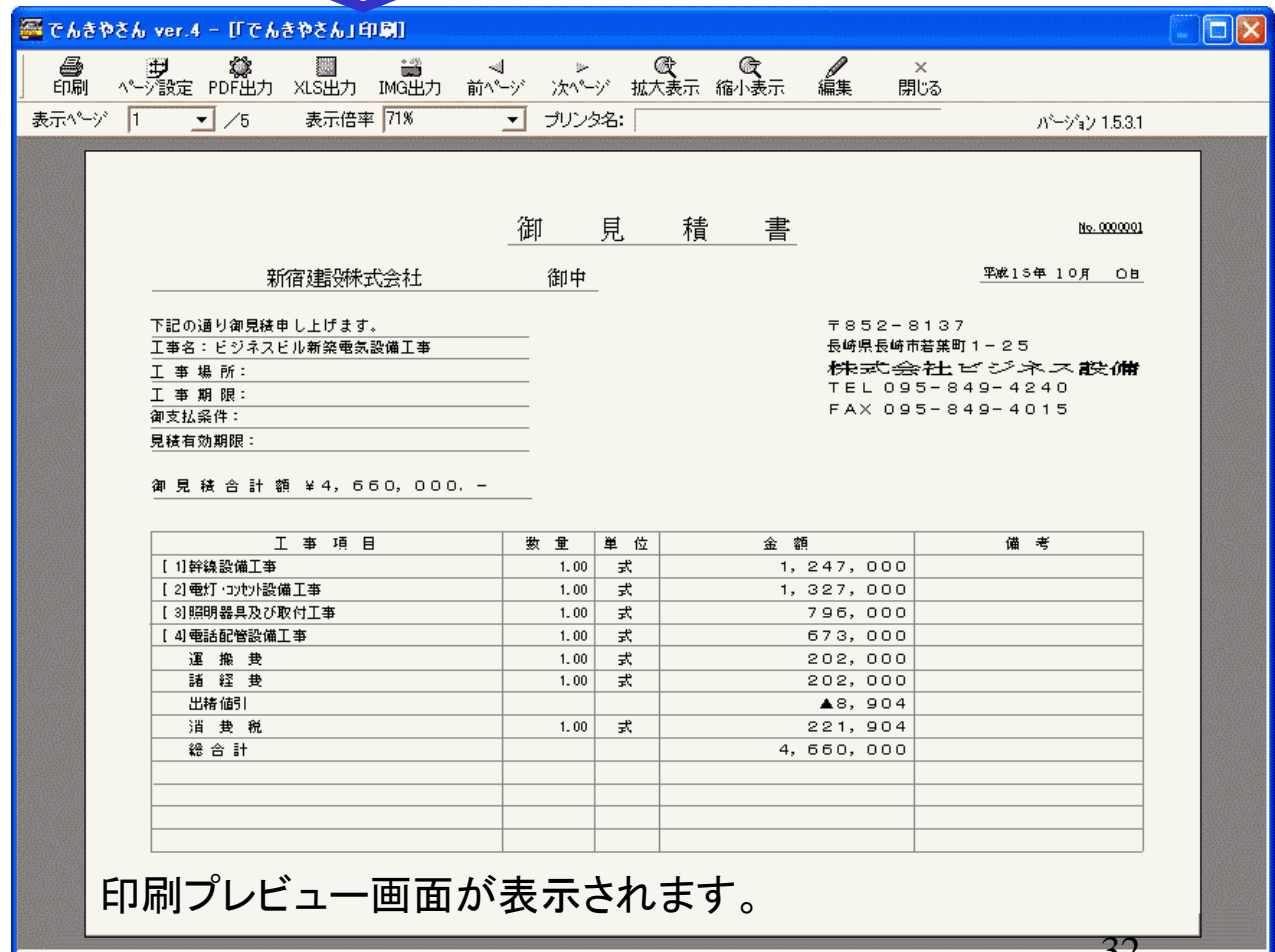 でんきやさん ver.4 - [「でんきやさん」印刷]
印刷 ページ設定 PDF出力 XLS出力 IMG出力 前ページ 次ページ 拡大表示 縮小表示 編集 閉じる
表示ページ 1 /5 表示倍率 71% プリンタ名: バージョン 1.5.3.1
御 見 積 書
No. 0000001
新宿建設株式会社 御中
平成15年 10月 〇日
下記の通り御見積申し上げます。
工事名：ビジネスビル新築電気設備工事
工 事 場 所：
工 事 期 限：
御支払条件：
見積有効期限：
〒852-8137
長崎県長崎市若葉町1-25
株式会社ビジネス設備
TEL 095-849-4240
FAX 095-849-4015
御 見 積 合 計 額 ¥4, 660, 000. -
工 事 項 目 数 量 単 位 金 額 備 考
[ 1]幹線設備工事 1.00 式 1, 247, 000
[ 2]電灯・コンセント設備工事 1.00 式 1, 327, 000
[ 3]照明器具及び取付工事 1.00 式 796, 000
[ 4]電話配管設備工事 1.00 式 673, 000
運 搬 費 1.00 式 202, 000
諸 経 費 1.00 式 202, 000
出精値引 ▲8, 904
消 費 税 1.00 式 221, 904
総 合 計 4, 660, 000
印刷プレビュー画面が表示されます。
32